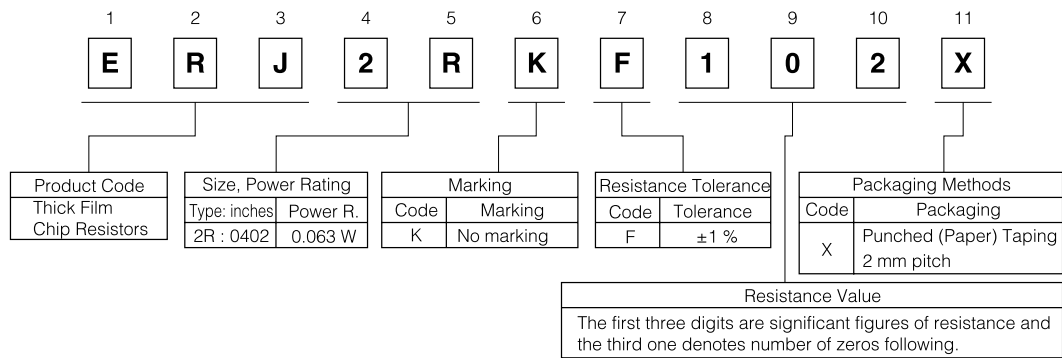 1 2 3 4 5 6 7 8 9 10 11
E R J 2 R K F 1 0 2 X
Product Code
Thick Film
Chip Resistors
Size, Power Rating
Type: inches Power R.
2R : 0402 0.063 W
Marking
Code Marking
K No marking
Resistance Tolerance
Code Tolerance
F ±1 %
Packaging Methods
Code Packaging
X Punched (Paper) Taping
2 mm pitch
Resistance Value
The first three digits are significant figures of resistance and
the third one denotes number of zeros following.